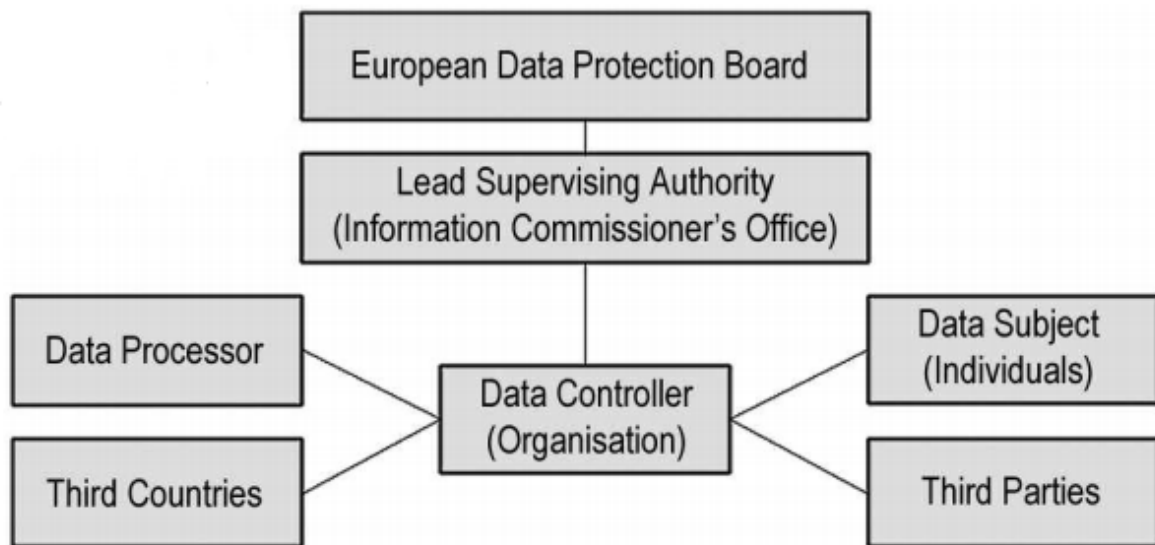 European Data Protection Board
Lead Supervising Authority
(Information Commissioner's Office)
Data Processor
Data Subject
(Individuals)
Data Controller
(Organisation)
Third Countries
Third Parties